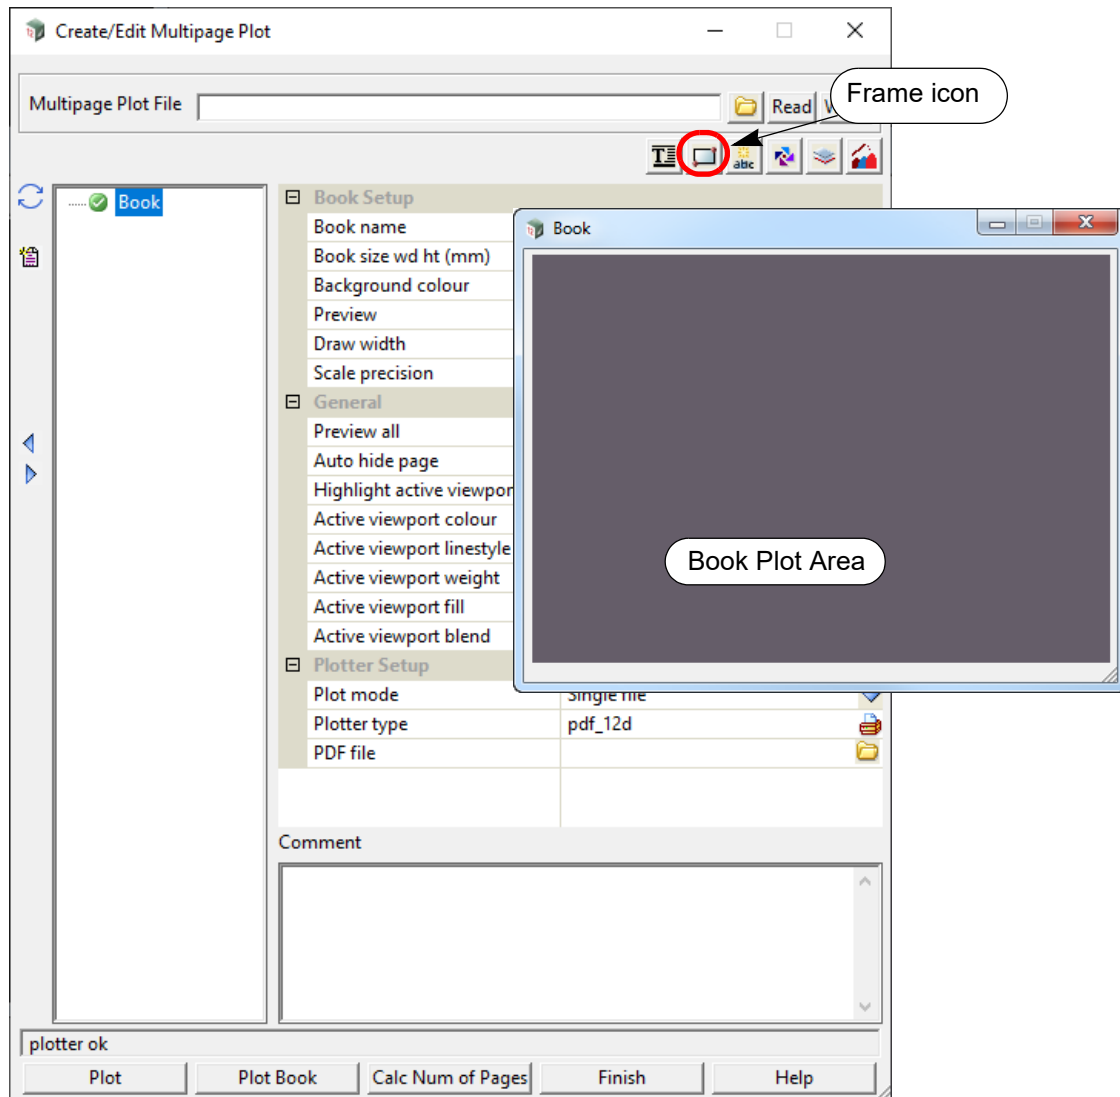 Create/Edit Multipage Plot
Multipage Plot File
Read
Frame icon
abc
Book
Book Setup
Book name
Book size wd ht (mm)
Background colour
Preview
Draw width
Scale precision
General
Preview all
Auto hide page
Highlight active viewpor
Active viewport colour
Active viewport linestyle
Active viewport weight
Active viewport fill
Active viewport blend
Book
Book Plot Area
Plotter Setup
Plot mode Single file
Plotter type pdf_12d
PDF file
Comment
plotter ok
Plot Plot Book Calc Num of Pages Finish Help